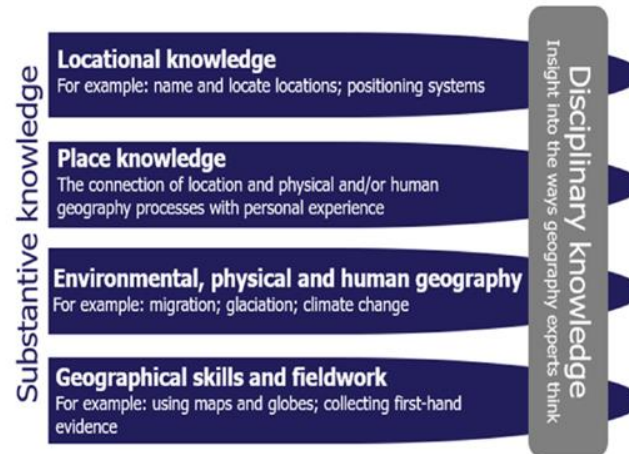 Substantive knowledge
Locational knowledge
For example: name and locate locations; positioning systems
Place knowledge
The connection of location and physical and/or human
geography processes with personal experience
Environmental, physical and human geography
For example: migration; glaciation; climate change
Geographical skills and fieldwork
For example: using maps and globes; collecting first-hand
evidence
Disciplinary knowledge
Insight into the ways geography experts think